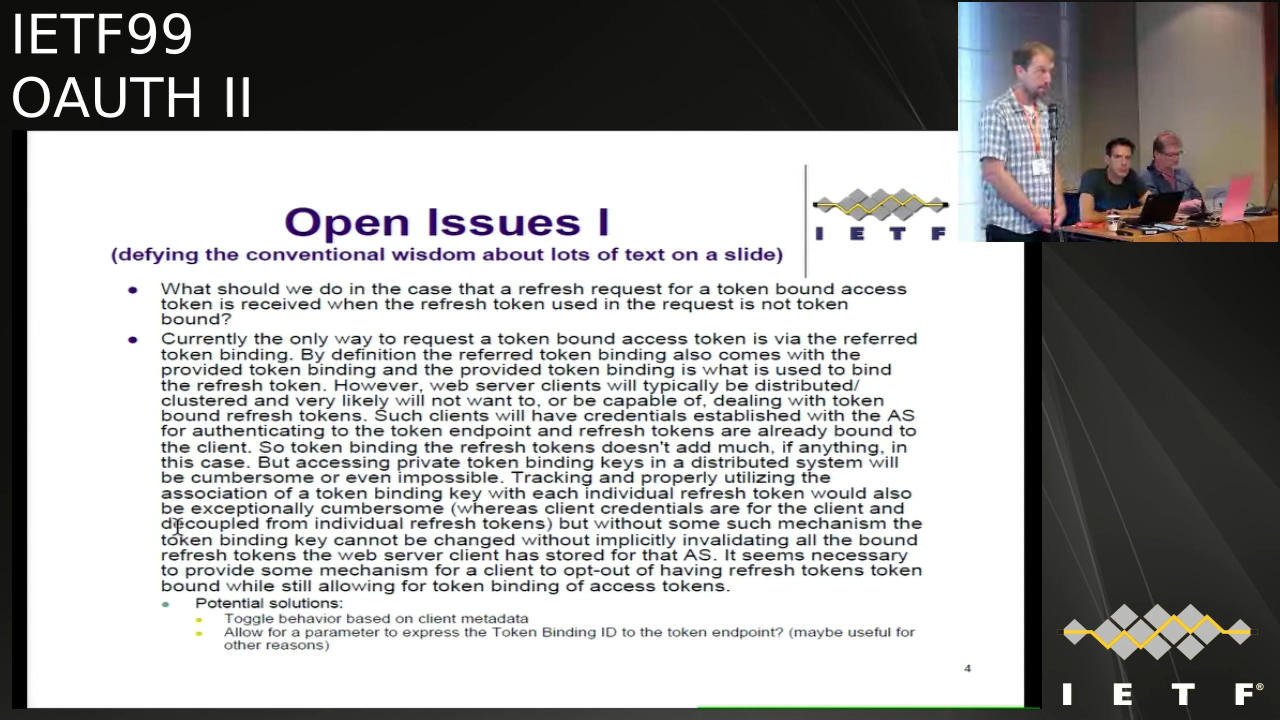 IETF99
OAUTH II
Open Issues I
(defying the conventional wisdom about lots of text on a slide)
I E T F
What should we do in the case that a refresh request for a token bound access
token is received when the refresh token used in the request is not token
bound?
Currently the only way to request a token bound access token is via the referred
token binding. By definition the referred token binding also comes with the
provided token binding and the provided token binding is what is used to bind
the refresh token. However, web server clients will typically be distributed/
clustered and very likely will not want to, or be capable of, dealing with token
bound refresh tokens. Such clients will have credentials established with the AS
for authenticating to the token endpoint and refresh tokens are already bound to
the client. So token binding the refresh tokens doesn't add much, if anything, in
this case. But accessing private token binding keys in a distributed system will
be cumbersome or even impossible. Tracking and properly utilizing the
association of a token binding key with each individual refresh token would also
be exceptionally cumbersome (whereas client credentials are for the client and
decoupled from individual refresh tokens) but without some such mechanism the
token binding key cannot be changed without implicitly invalidating all the bound
refresh tokens the web server client has stored for that AS. It seems necessary
to provide some mechanism for a client to opt-out of having refresh tokens token
bound while still allowing for token binding of access tokens.
Potential solutions:
Toggle behavior based on client metadata
Allow for a parameter to express the Token Binding ID to the token endpoint? (maybe useful for
other reasons)
4
I E T F®